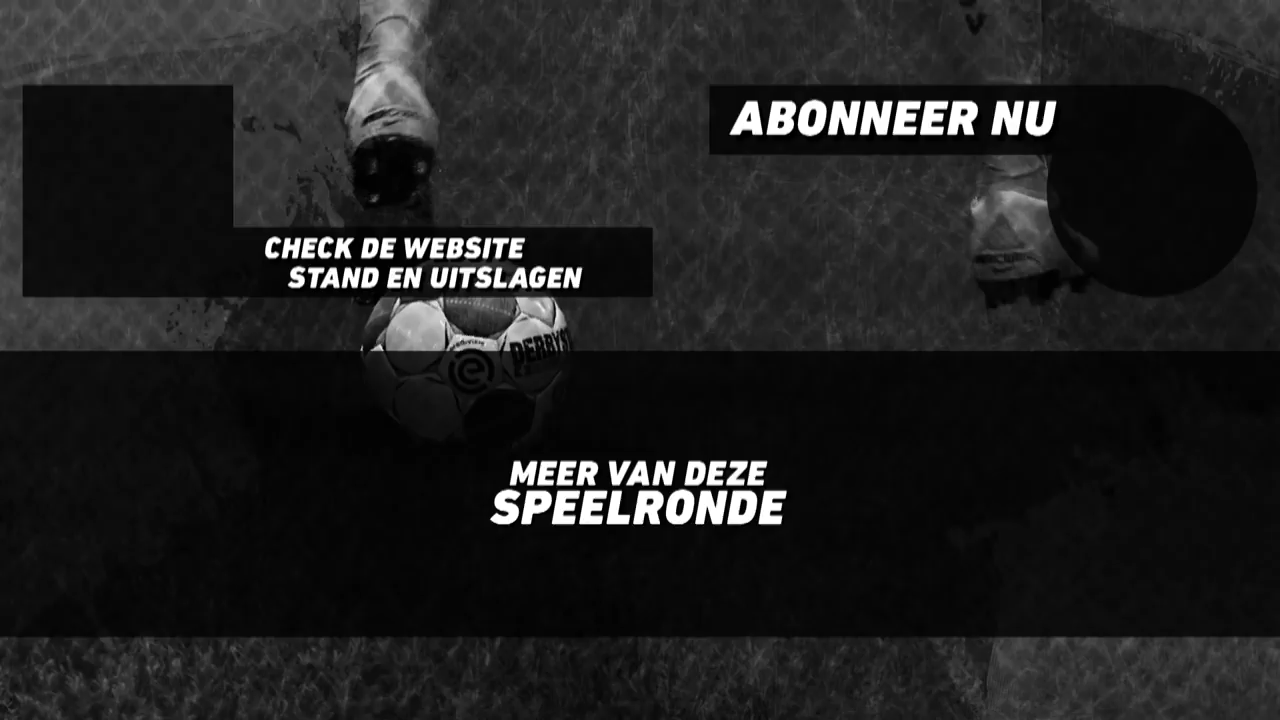 ABONNEER NU
CHECK DE WEBSITE
STAND EN UITSLAGEN
MEER VAN DEZE
SPEELRONDE